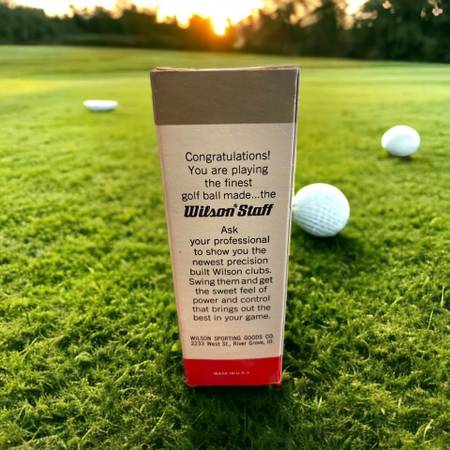 Congratulations!
You are playing
the finest
golf ball made...the
Wilson® Staff
Ask
your professional
to show you the
newest precision
built Wilson clubs.
Swing them and get
the sweet feel of
power and control
that brings out the
best in your game.
WILSON SPORTING GOODS CO.
2233 West St., River Grove, Ill.
MADE IN U.S.A.